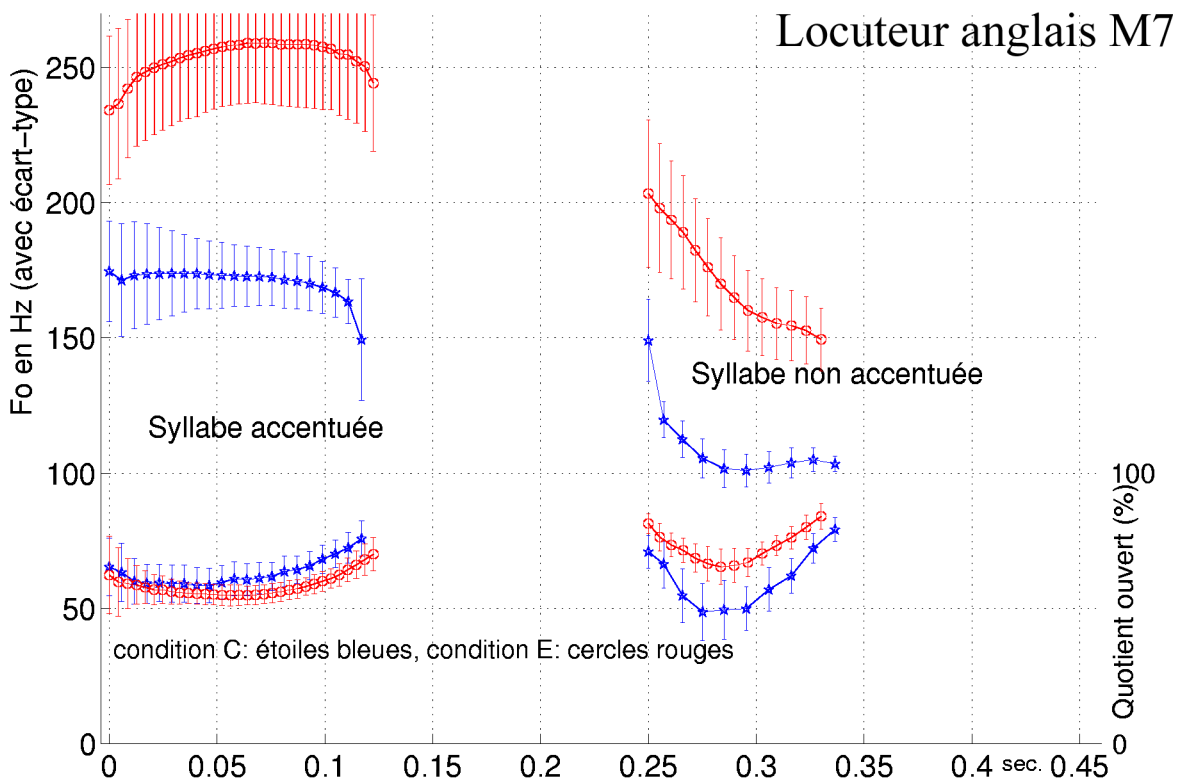 Locuteur anglais M7
Fo en Hz (avec écart-type)
250
200
150
100
50
0
Syllabe accentuée
Syllabe non accentuée
condition C: étoiles bleues, condition E: cercles rouges
100
Quotient ouvert (%)
0
0 0.05 0.1 0.15 0.2 0.25 0.3 0.35 0.4 sec. 0.45